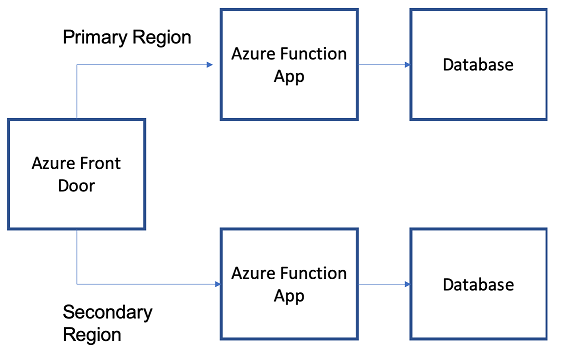 Primary Region
Azure Function
App
Database
Azure Front
Door
Azure Function
App
Database
Secondary
Region